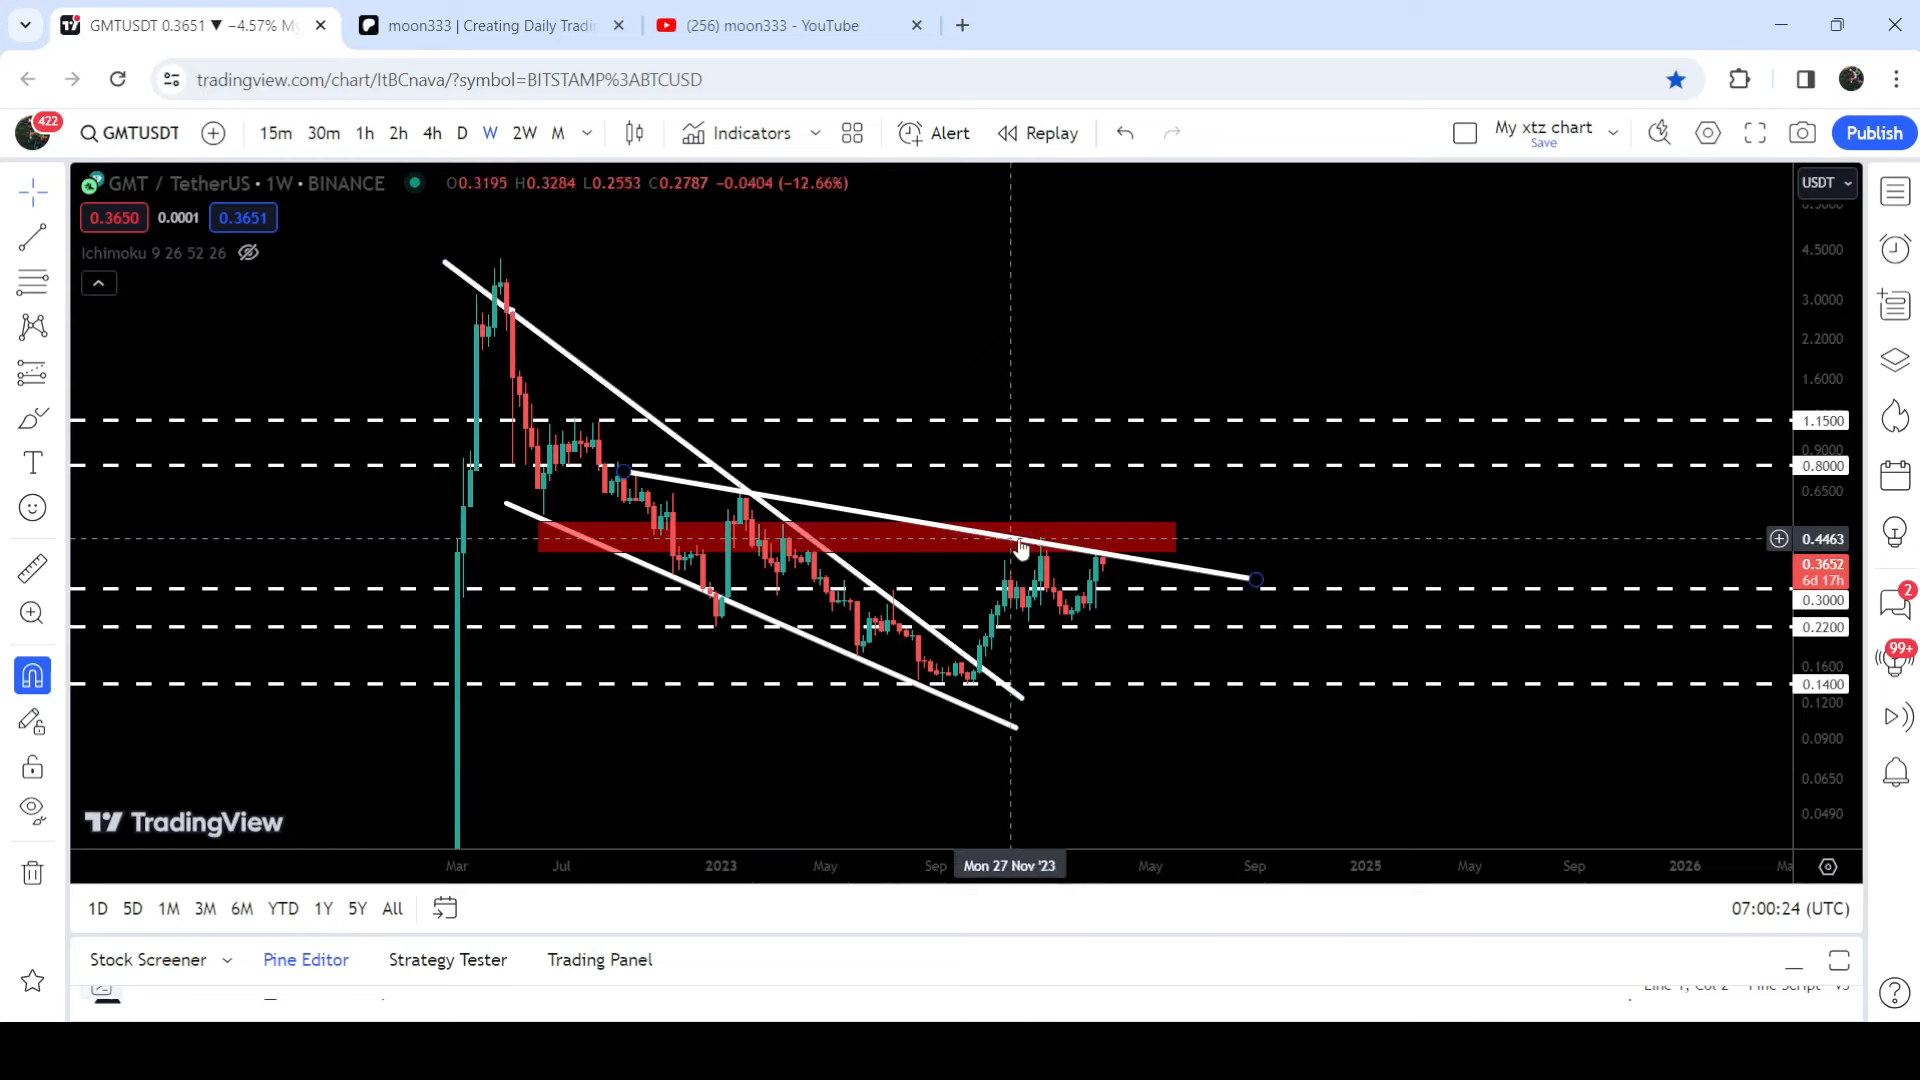 GMTUSDT 0.3651 ▼ −4.57% My
moon333 | Creating Daily Tradi
(256) moon333 - YouTube
tradingview.com/chart/ItBCnava/?symbol=BITSTAMP%3ABTCUSD
422
GMTUSDT
15m 30m 1h 2h 4h D W 2W M
Indicators
Alert
Replay
My xtz chart
Save
Publish
GMT / TetherUS • 1W • BINANCE
O0.3195 H0.3284 L0.2553 C0.2787 −0.0404 (−12.66%)
USDT
0.3650 0.0001 0.3651
Ichimoku 9 26 52 26
4.5000
3.0000
2.2000
1.6000
1.1500
0.9000
0.8000
0.6500
0.4463
0.3652
6d 17h
0.3000
0.2200
0.1600
0.1400
0.1200
0.0900
0.0650
0.0490
2
99+
TradingView
Mar Jul 2023 May Sep Mon 27 Nov '23 May Sep 2025 May Sep 2026
1D 5D 1M 3M 6M YTD 1Y 5Y All
07:00:24 (UTC)
Stock Screener Pine Editor Strategy Tester Trading Panel